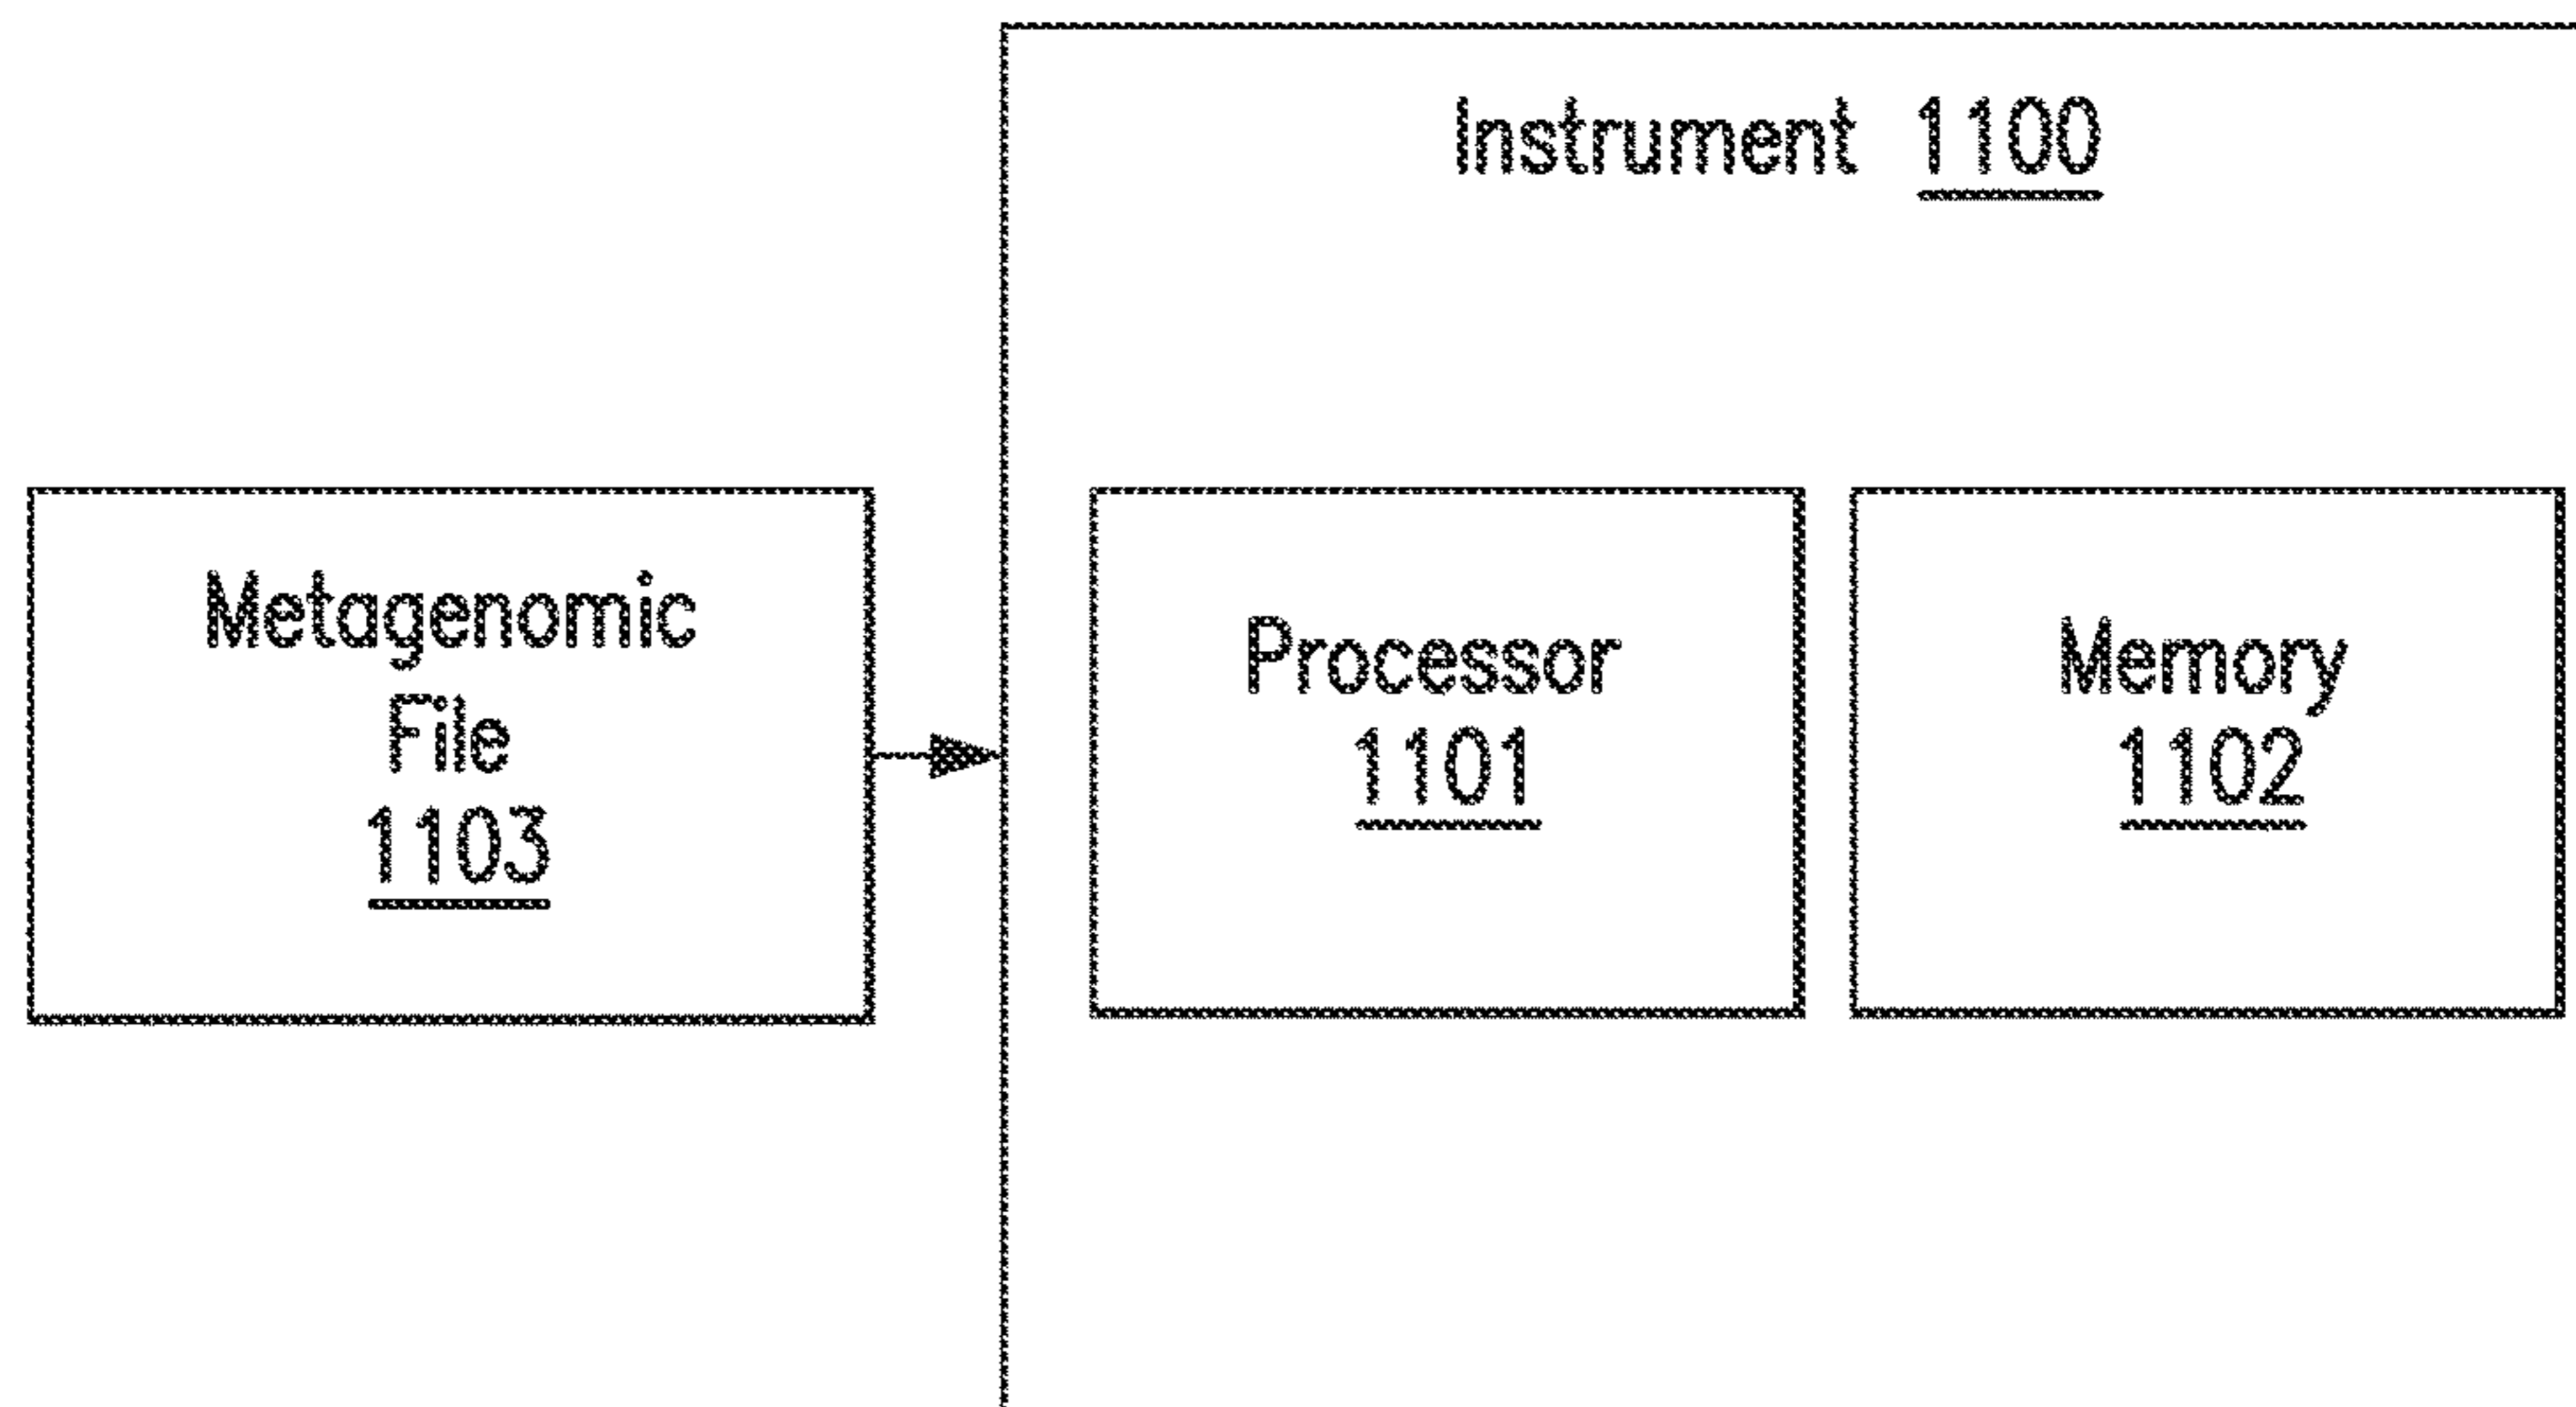 Instrument 1100
Metagenomic
File
1103
Processor
1101
Memory
1102